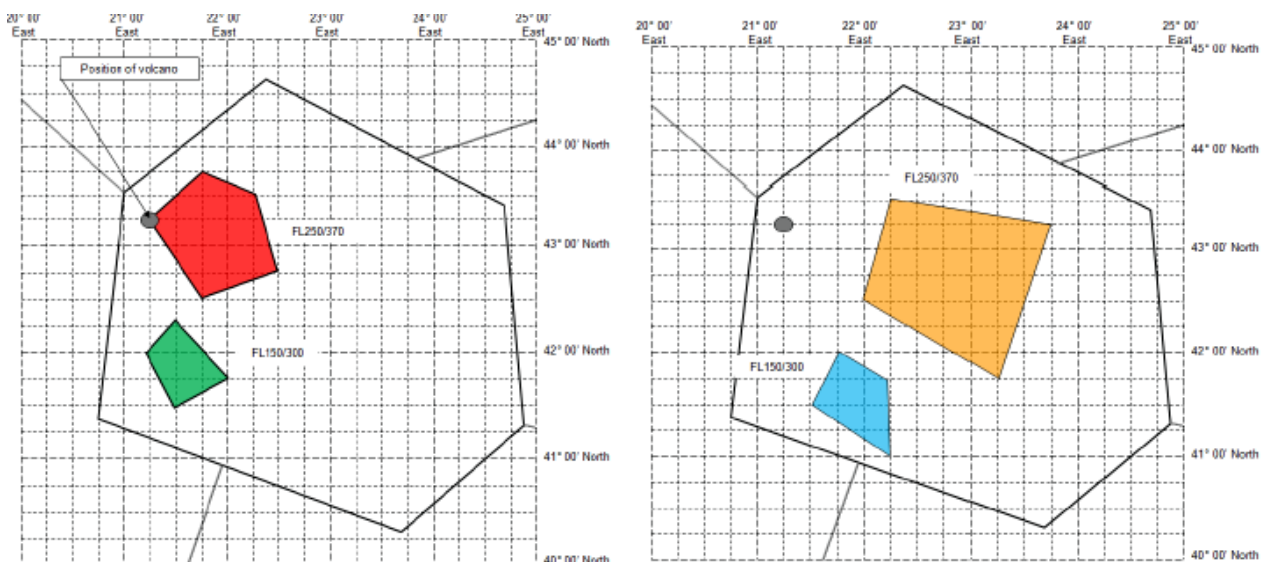 20° 00' 21° 00' 22° 00' 23° 00' 24° 00' 25° 00'
East East East East East East
45° 00' North
Position of volcano
44° 00' North
FL250/370
43° 00' North
FL150/300
42° 00' North
41° 00' North
40° 00' North
20° 00' 21° 00' 22° 00' 23° 00' 24° 00' 25° 00'
East East East East East East
45° 00' North
44° 00' North
FL250/370
43° 00' North
42° 00' North
FL150/300
41° 00' North
40° 00' North